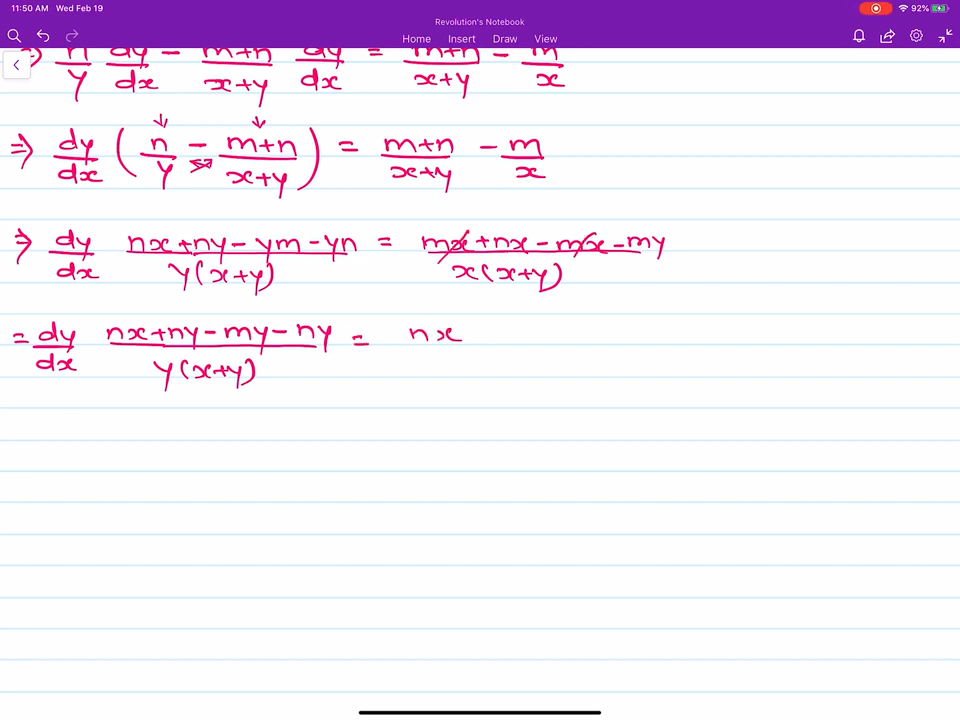 11:50 AM Wed Feb 19
92%
Revolution's Notebook
Home Insert Draw View
⇒ n/y dy/dx - m+n/x+y dy/dx = m+n/x+y - m/x
⇒ dy/dx ( n/y - m+n/x+y ) = m+n/x+y - m/x
⇒ dy/dx nx+ny-ym-yn/y(x+y) = mx+nx-mx-my/x(x+y)
= dy/dx nx+ny-my-ny/y(x+y) = nx